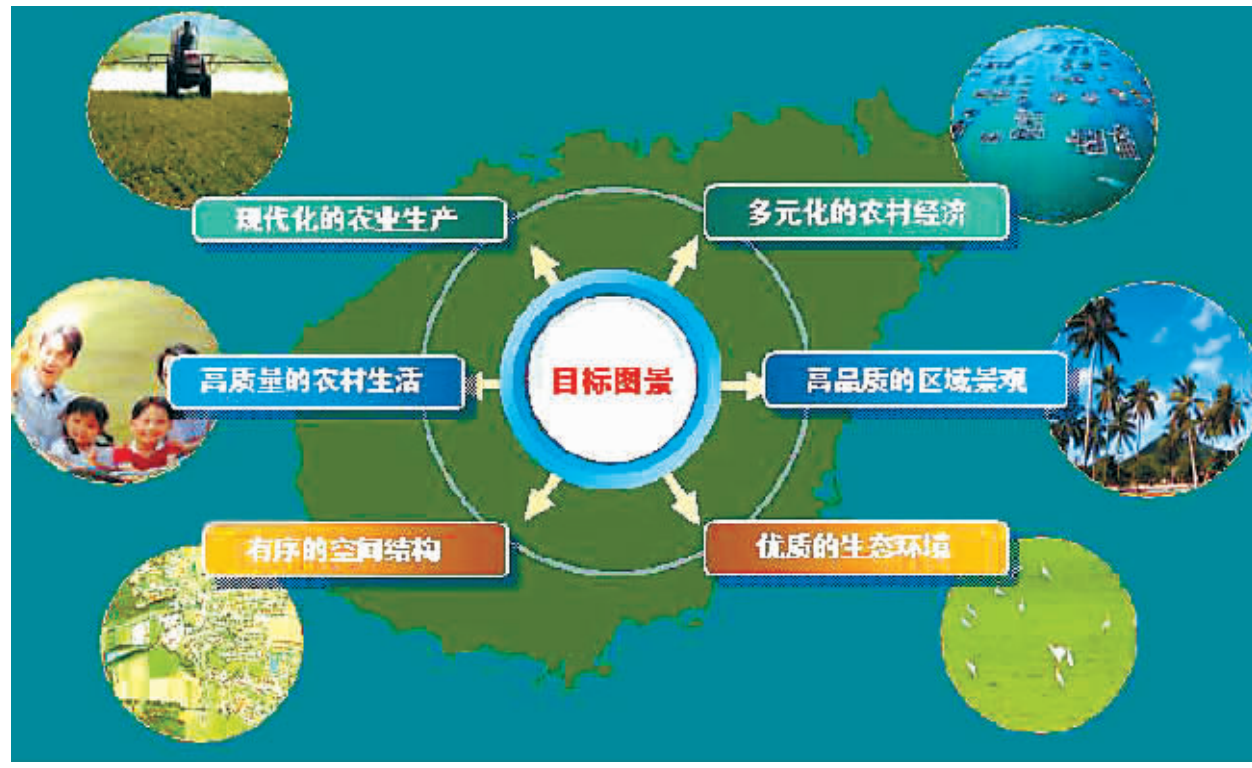 现代化的农业生产
多元化的农村经济
高质量的农村生活
目标图景
高品质的区域景观
有序的空间结构
优质的生态环境